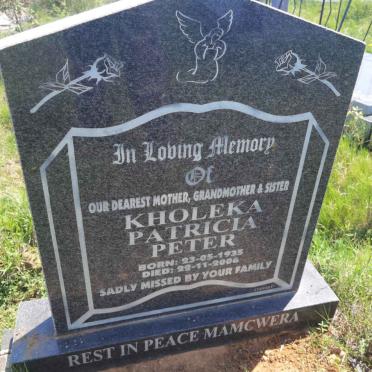 In Loving Memory
Of
OUR DEAREST MOTHER, GRANDMOTHER & SISTER
KHOLEKA
PATRICIA
PETER
BORN: 23-05-1935
DIED: 22-11-2006
SADLY MISSED BY YOUR FAMILY
REST IN PEACE MAMCWERA